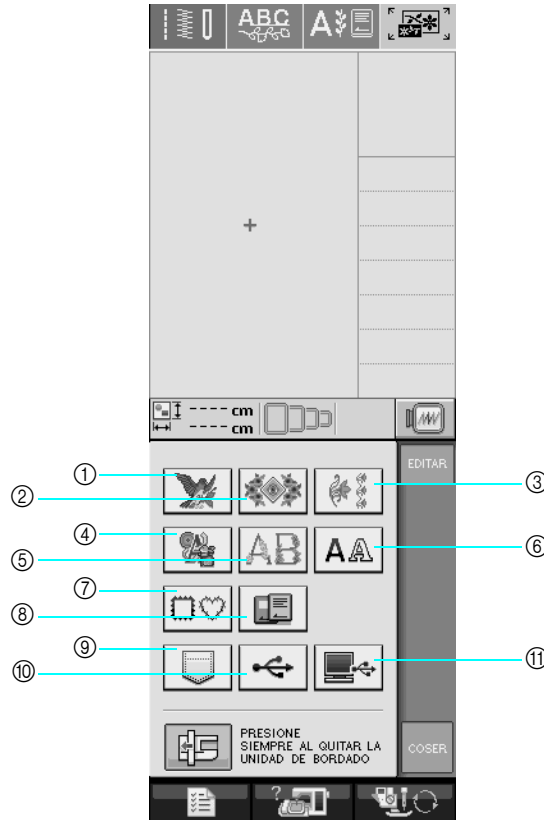 ABC A
---- cm
---- cm
EDITAR
①
②
③
④
⑤ AB AA ⑥
⑦
⑧
⑨
⑩
⑪
PRESIONE
SIEMPRE AL QUITAR LA
UNIDAD DE BORDADO
COSER
?